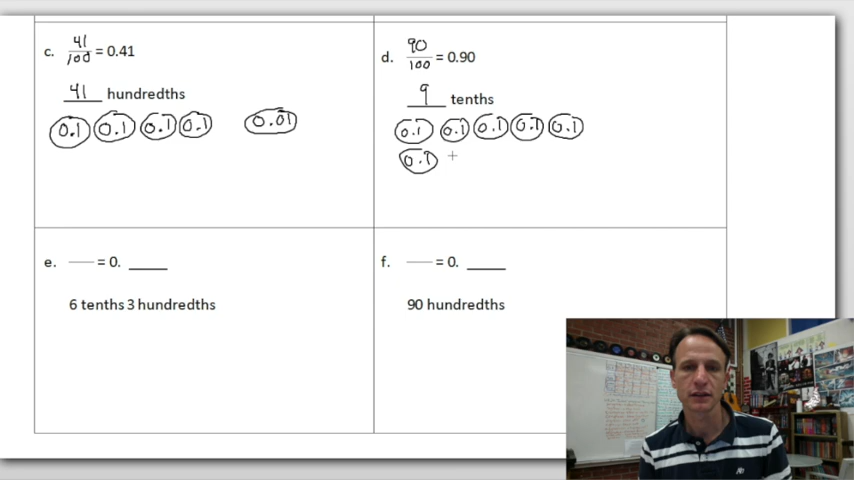 c. 41/100 = 0.41
41 hundredths
0.1 0.1 0.1 0.1 0.01
d. 90/100 = 0.90
9 tenths
0.1 0.1 0.1 0.1 0.1
0.1
e. = 0.
6 tenths 3 hundredths
f. = 0.
90 hundredths